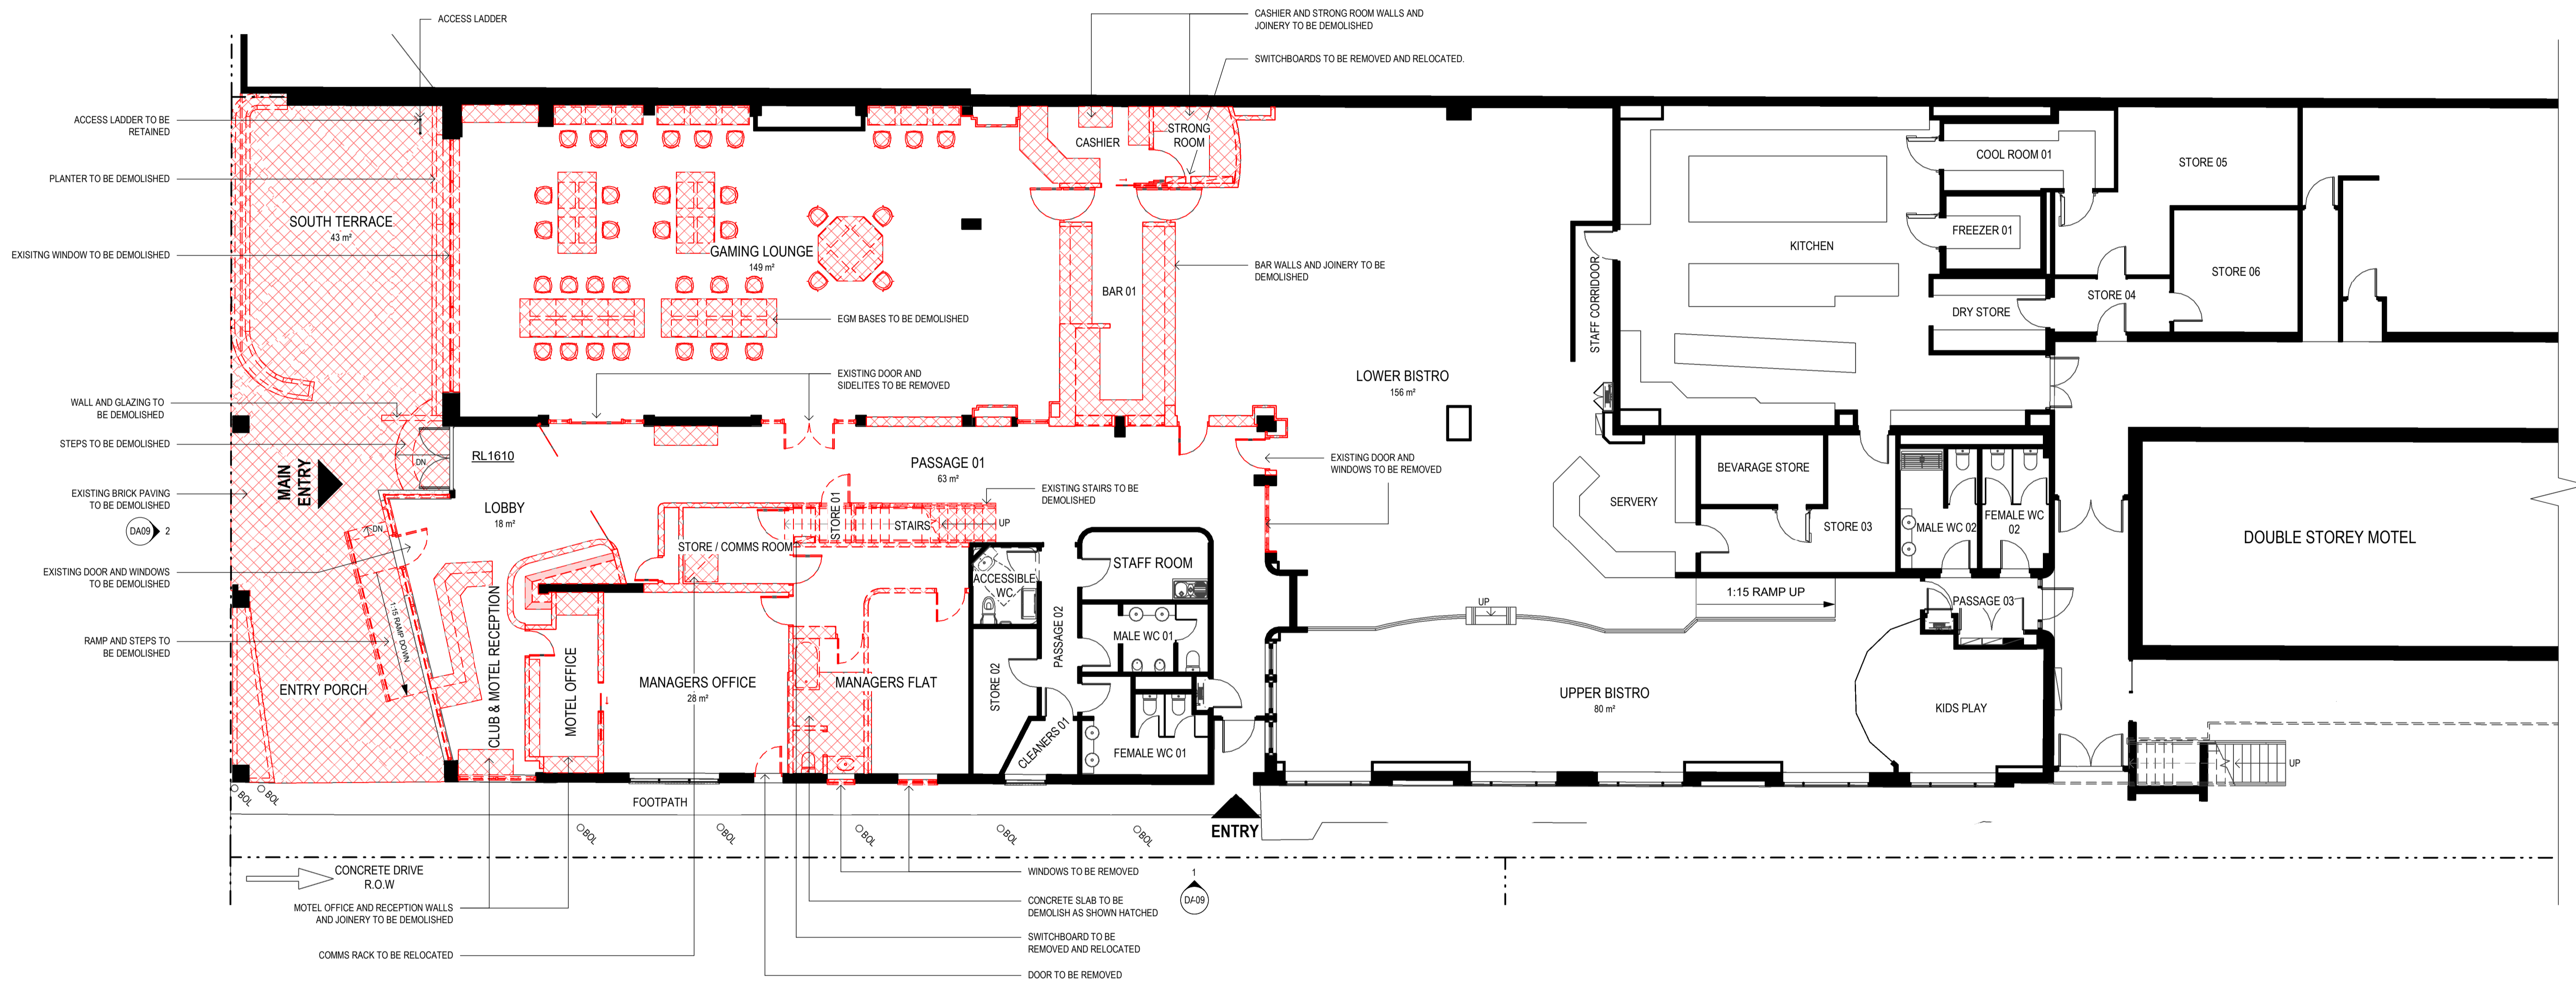 ACCESS LADDER
CASHIER AND STRONG ROOM WALLS AND
JOINERY TO BE DEMOLISHED
SWITCHBOARDS TO BE REMOVED AND RELOCATED.
ACCESS LADDER TO BE
RETAINED
PLANTER TO BE DEMOLISHED
EXISITNG WINDOW TO BE DEMOLISHED
WALL AND GLAZING TO
BE DEMOLISHED
STEPS TO BE DEMOLISHED
EXISTING BRICK PAVING
TO BE DEMOLISHED
DA09
2
EXISTING DOOR AND WINDOWS
TO BE DEMOLISHED
RAMP AND STEPS TO
BE DEMOLISHED
SOUTH TERRACE
43 m²
MAIN
ENTRY
DN
DN
1:15 RAMP DOWN
ENTRY PORCH
GAMING LOUNGE
149 m²
EGM BASES TO BE DEMOLISHED
EXISTING DOOR AND
SIDELITES TO BE REMOVED
CASHIER
STRONG
ROOM
BAR 01
BAR WALLS AND JOINERY TO BE
DEMOLISHED
RL1610
LOBBY
18 m²
PASSAGE 01
63 m²
EXISTING STAIRS TO BE
DEMOLISHED
EXISTING DOOR AND
WINDOWS TO BE REMOVED
STORE 01
STAIRS
UP
STORE / COMMS ROOM
CLUB & MOTEL RECEPTION
MOTEL OFFICE
MANAGERS OFFICE
28 m²
MANAGERS FLAT
ACCESSIBLE
WC
STORE 02
PASSAGE 02
CLEANERS 01
STAFF ROOM
MALE WC 01
FEMALE WC 01
LOWER BISTRO
156 m²
STAFF CORRIDOOR
KITCHEN
COOL ROOM 01
FREEZER 01
DRY STORE
STORE 05
STORE 06
STORE 04
BEVARAGE STORE
SERVERY
STORE 03
MALE WC 02
FEMALE WC
02
DOUBLE STOREY MOTEL
1:15 RAMP UP
UP
PASSAGE 03
UPPER BISTRO
80 m²
KIDS PLAY
UP
BOL
BOL
FOOTPATH
BOL
BOL
BOL
BOL
BOL
ENTRY
CONCRETE DRIVE
R.O.W
MOTEL OFFICE AND RECEPTION WALLS
AND JOINERY TO BE DEMOLISHED
COMMS RACK TO BE RELOCATED
WINDOWS TO BE REMOVED
CONCRETE SLAB TO BE
DEMOLISH AS SHOWN HATCHED
SWITCHBOARD TO BE
REMOVED AND RELOCATED
DOOR TO BE REMOVED
1
DA09